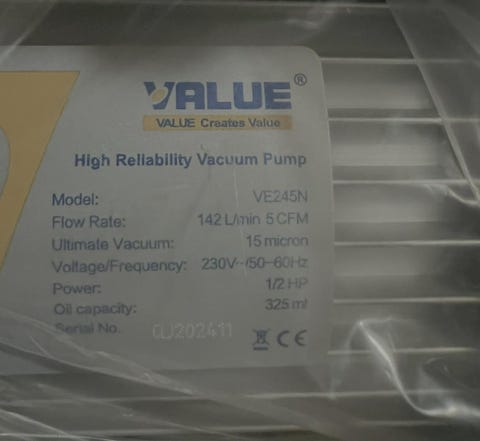 VALUE®
VALUE Creates Value
High Reliability Vacuum Pump
Model: VE245N
Flow Rate: 142 L/min 5 CFM
Ultimate Vacuum: 15 micron
Voltage/Frequency: 230V~/50-60Hz
Power: 1/2 HP
Oil capacity: 325 ml
Serial No.
CE